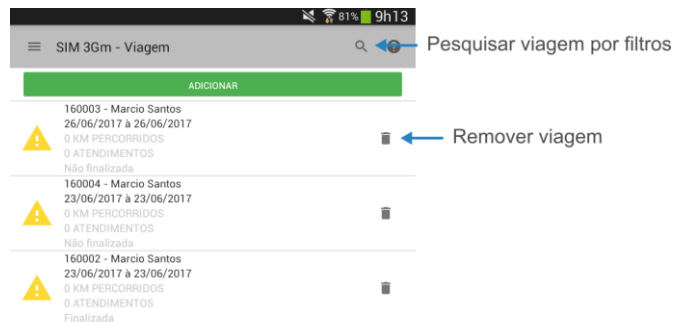 81% 9h13
SIM 3Gm - Viagem
Pesquisar viagem por filtros
ADICIONAR
160003 - Marcio Santos
26/06/2017 à 26/06/2017
0 KM PERCORRIDOS
0 ATENDIMENTOS
Não finalizada
Remover viagem
160004 - Marcio Santos
23/06/2017 à 23/06/2017
0 KM PERCORRIDOS
0 ATENDIMENTOS
Não finalizada
160002 - Marcio Santos
23/06/2017 à 23/06/2017
0 KM PERCORRIDOS
0 ATENDIMENTOS
Finalizada